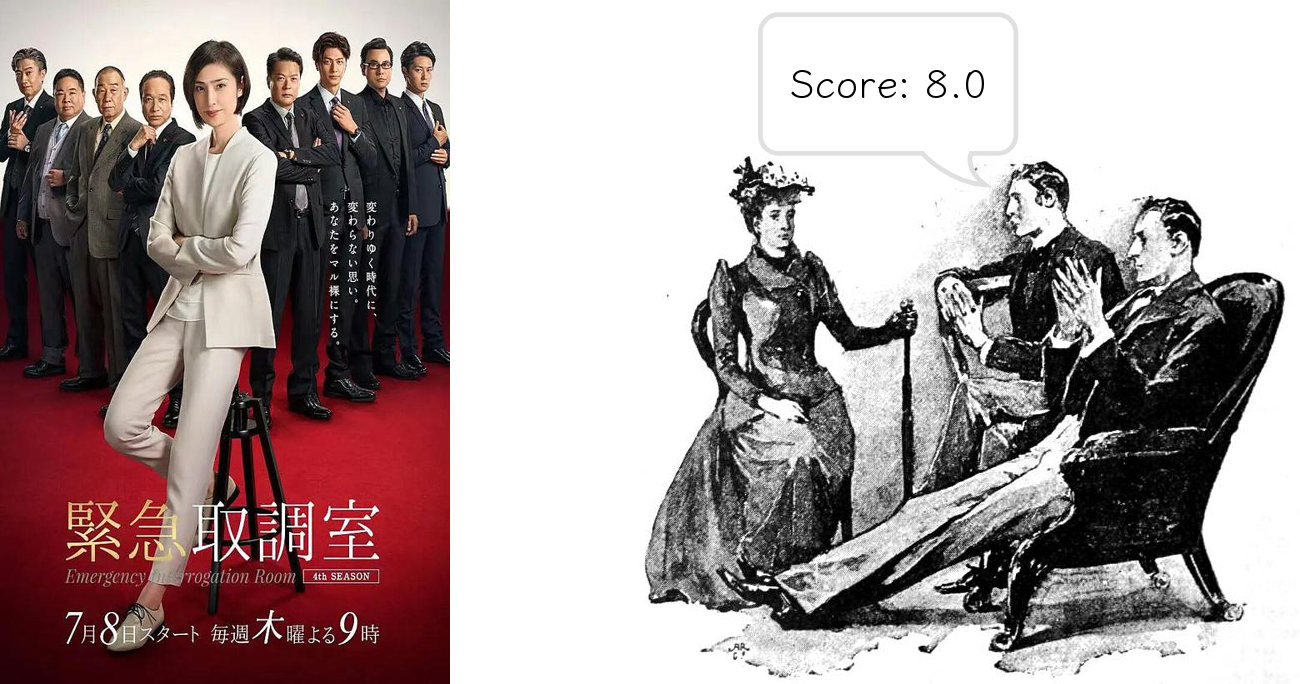 変わりゆく時代に、
変わらない思い。
あなたをマル裸にする。
緊急取調室
Emergency Interrogation Room 4th SEASON
7月8日スタート 毎週木曜よる9時
Score: 8.0